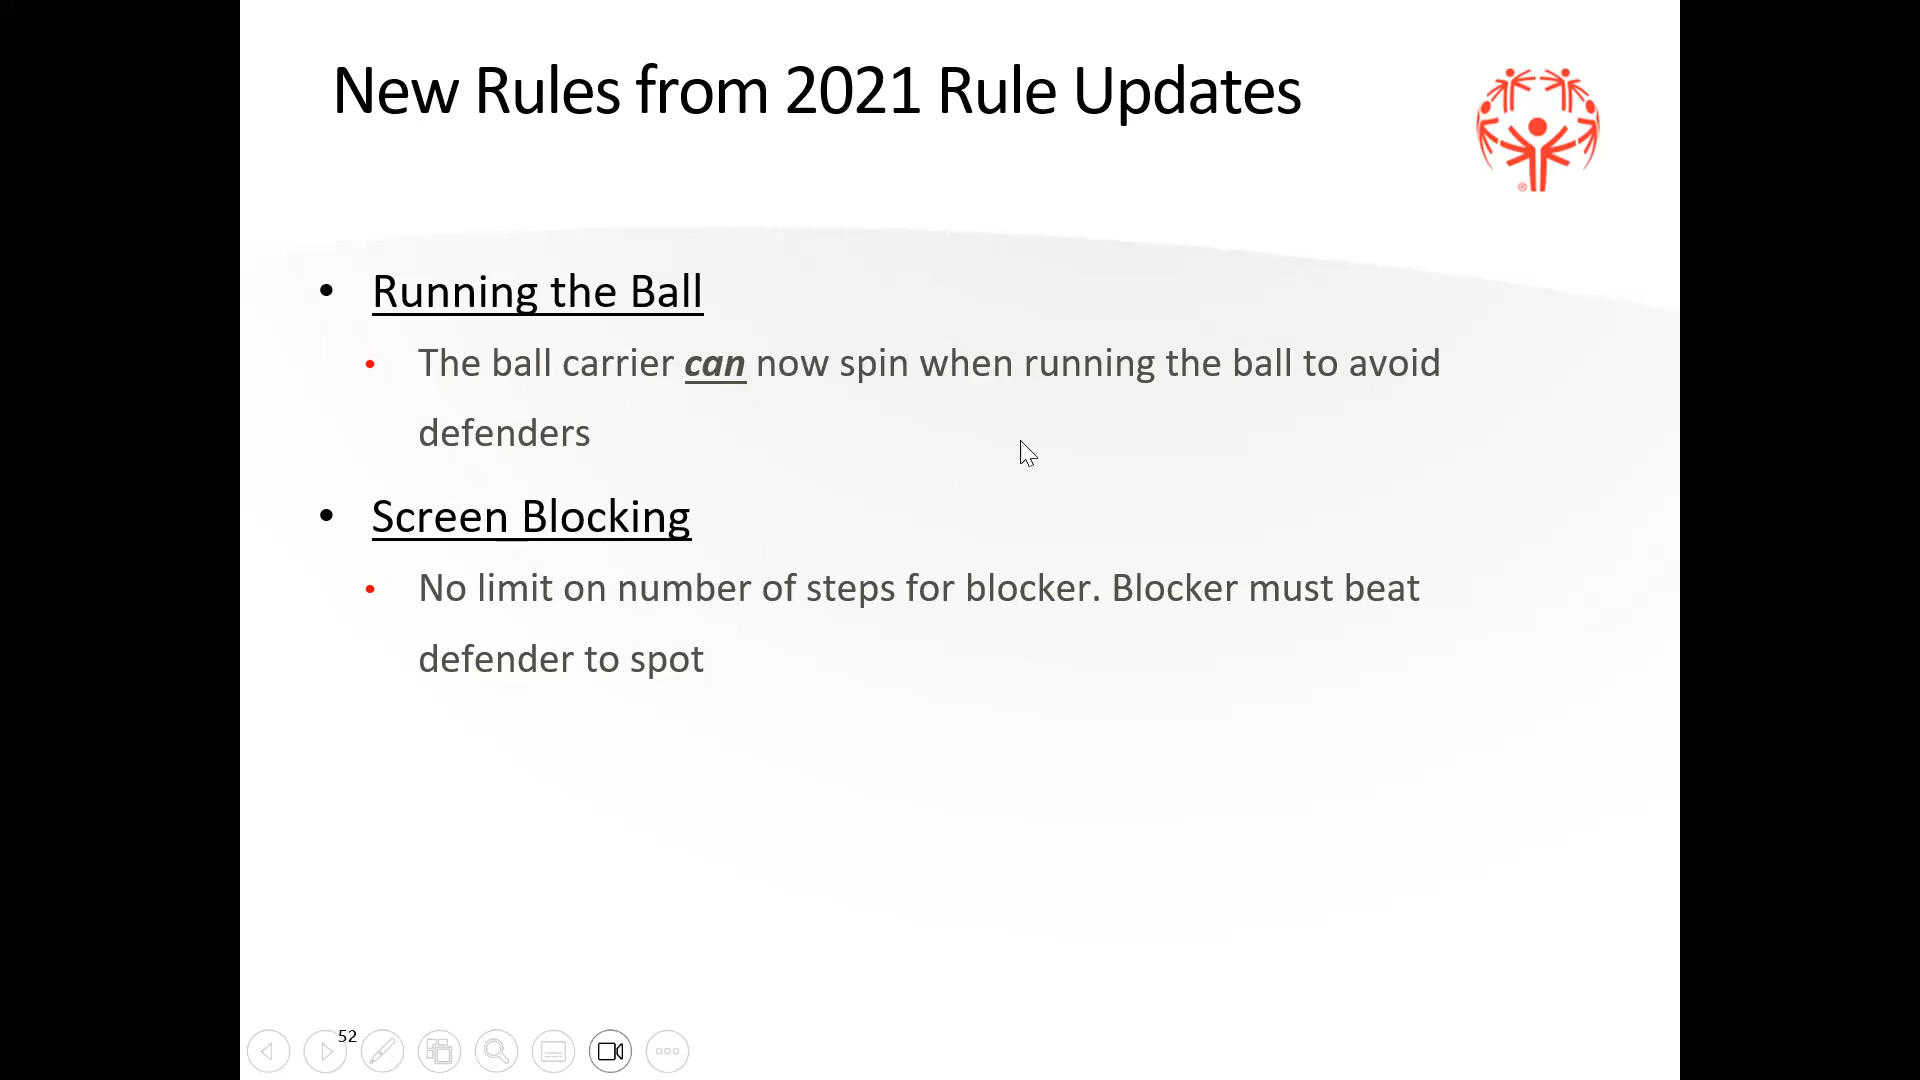 New Rules from 2021 Rule Updates
®
• Running the Ball
• The ball carrier can now spin when running the ball to avoid
defenders
• Screen Blocking
• No limit on number of steps for blocker. Blocker must beat
defender to spot
52